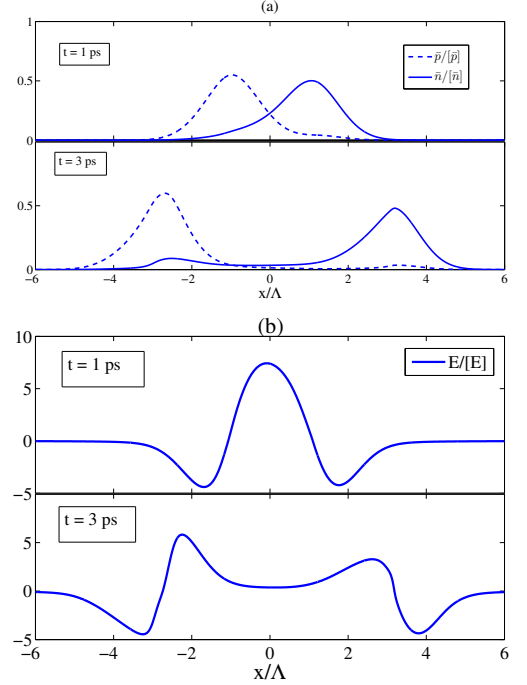 (a)
1
t = 1 ps
p̄/[p̄]
n̄/[n̄]
0.5
0
t = 3 ps
0.5
0
−6 −4 −2 0 2 4 6
x/Λ
(b)
10
t = 1 ps
E/[E]
5
0
−5
t = 3 ps
5
0
−5
−6 −4 −2 0 2 4 6
x/Λ